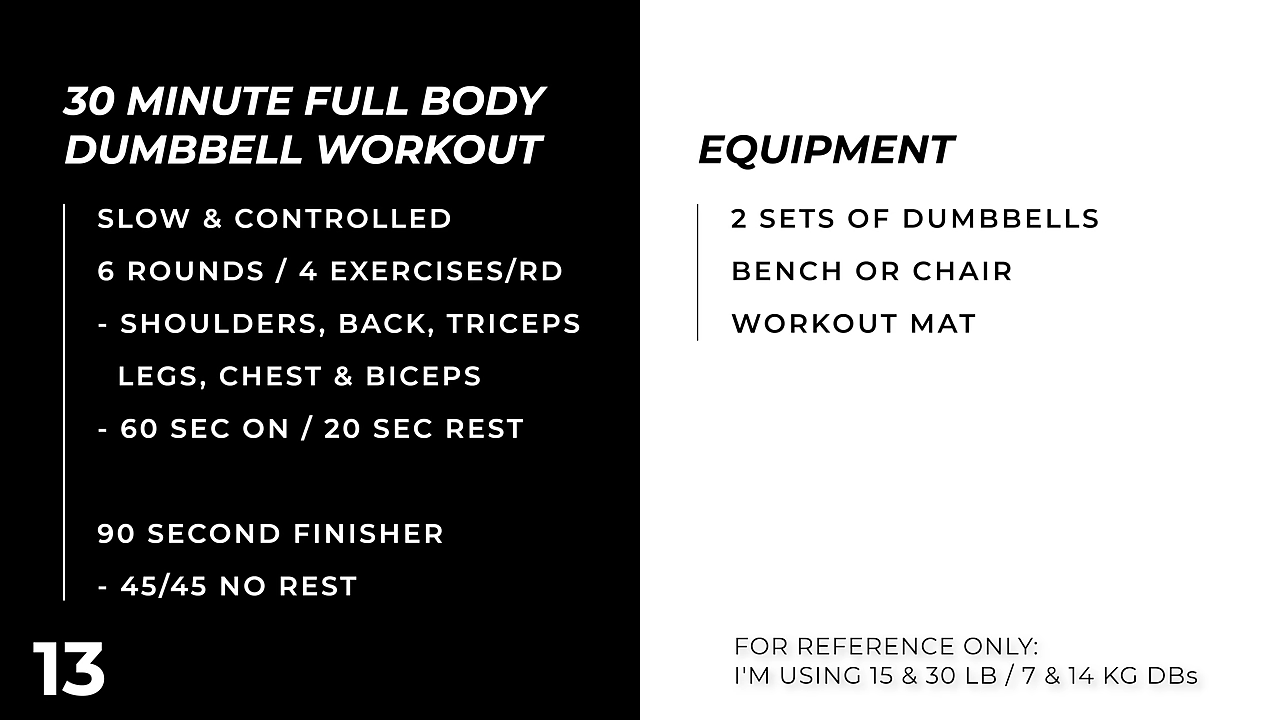 30 MINUTE FULL BODY
DUMBBELL WORKOUT
SLOW & CONTROLLED
6 ROUNDS / 4 EXERCISES/RD
- SHOULDERS, BACK, TRICEPS
LEGS, CHEST & BICEPS
- 60 SEC ON / 20 SEC REST
90 SECOND FINISHER
- 45/45 NO REST
13
EQUIPMENT
2 SETS OF DUMBBELLS
BENCH OR CHAIR
WORKOUT MAT
FOR REFERENCE ONLY:
I'M USING 15 & 30 LB / 7 & 14 KG DBs